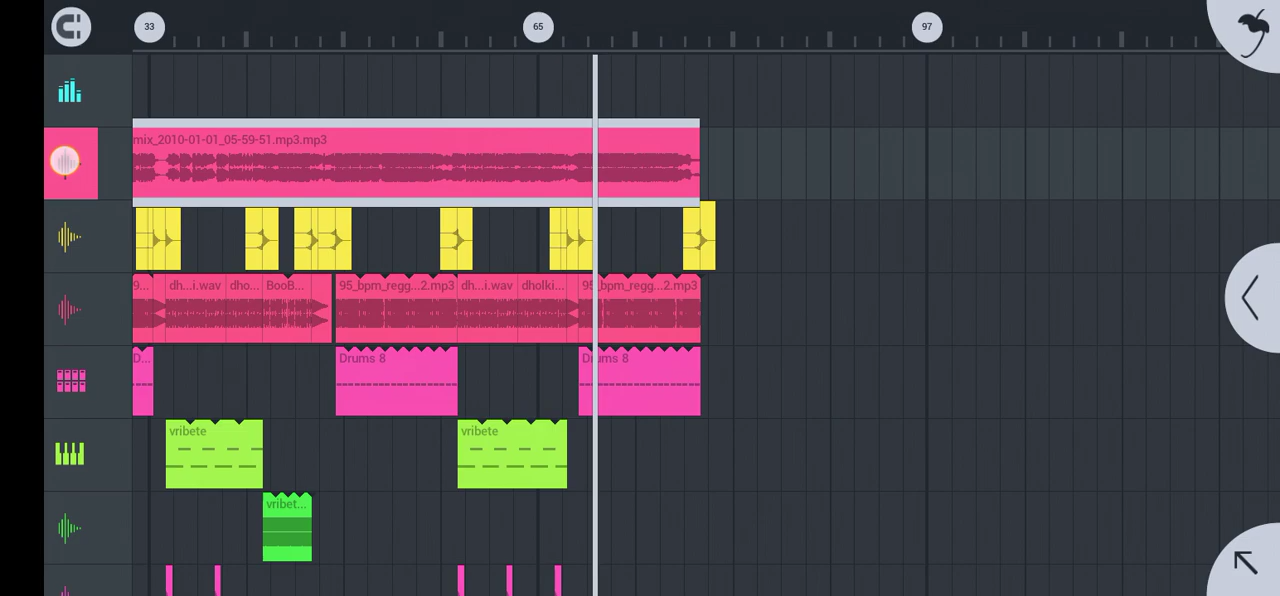 33 65 97
mix_2010-01-01_05-59-51.mp3.mp3
9... dh...i.wav dho... BooB... 95_bpm_regg...2.mp3 dh...i.wav dholki... 95_bpm_regg...2.mp3
D... Drums 8 Drums 8
vribete vribete
vribet...